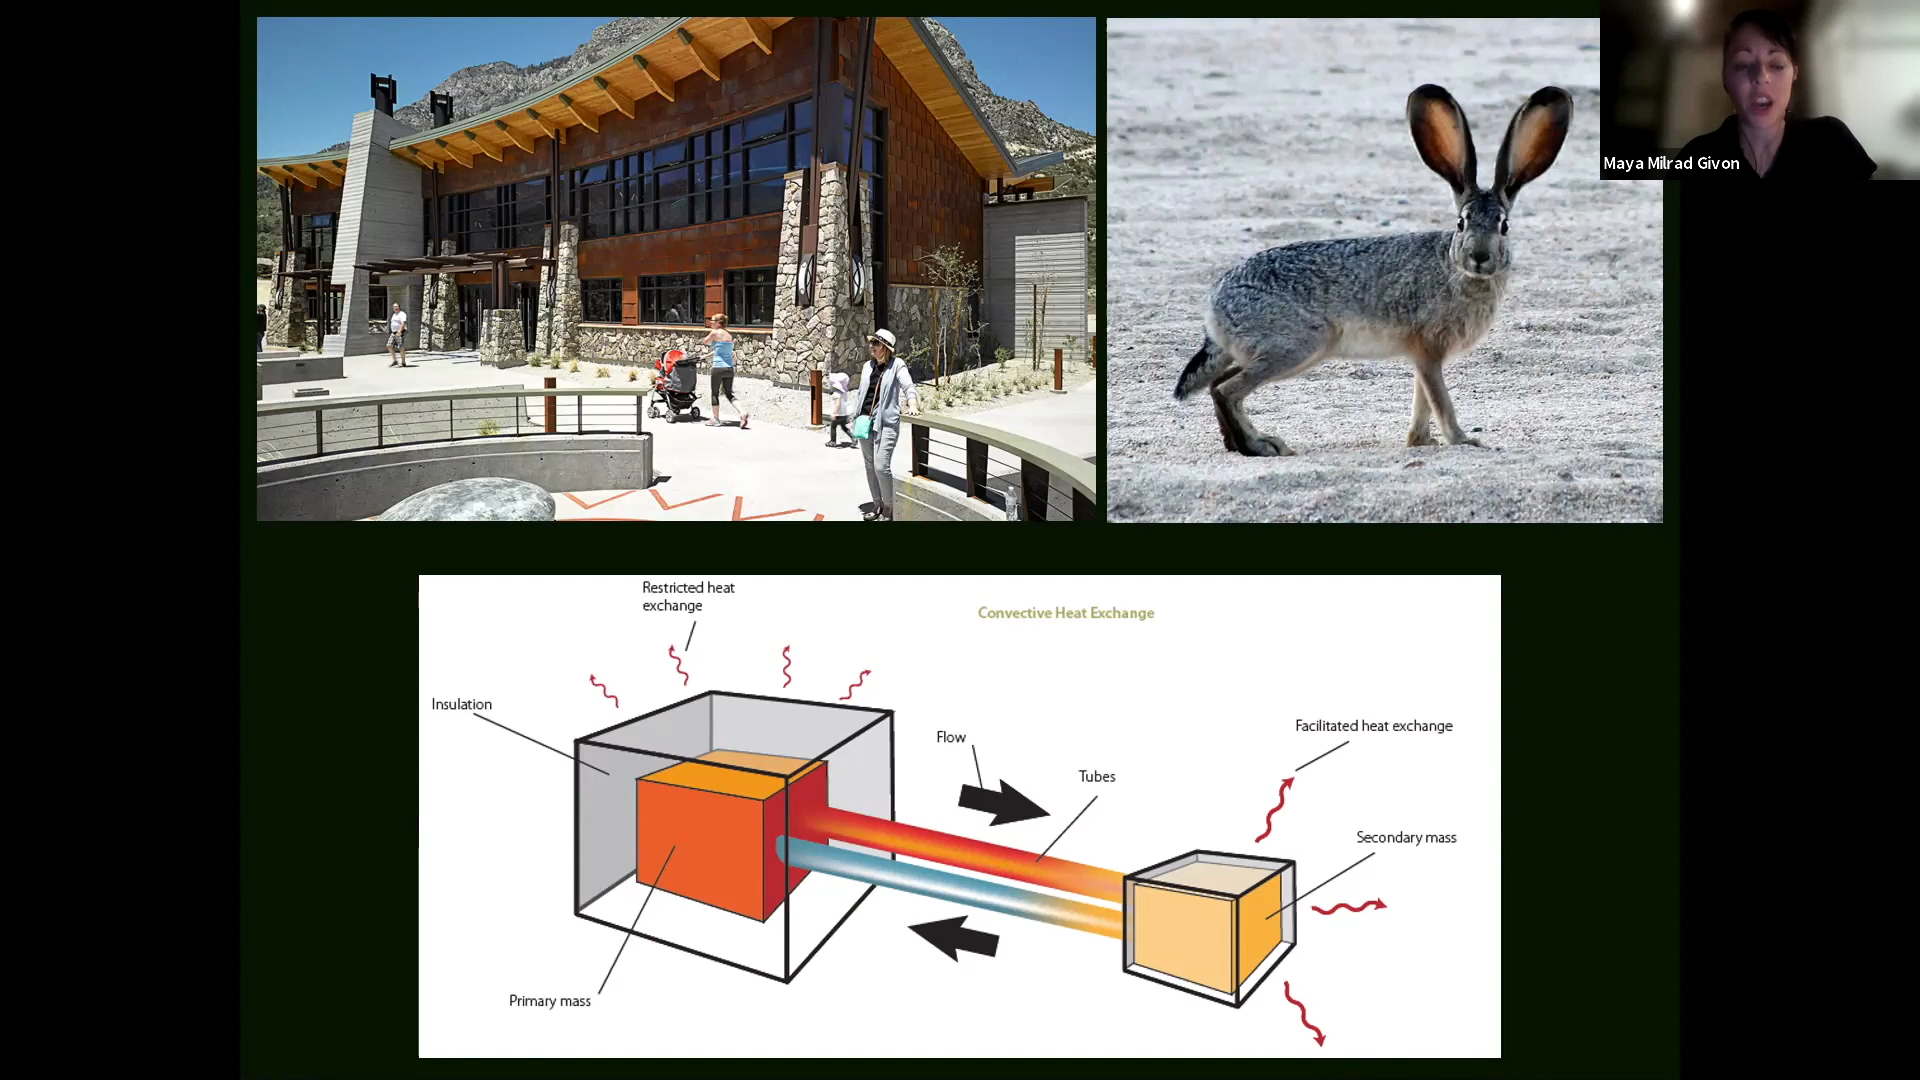 Maya Milrad Givon
Restricted heat
exchange
Convective Heat Exchange
Insulation
Flow
Facilitated heat exchange
Tubes
Secondary mass
Primary mass